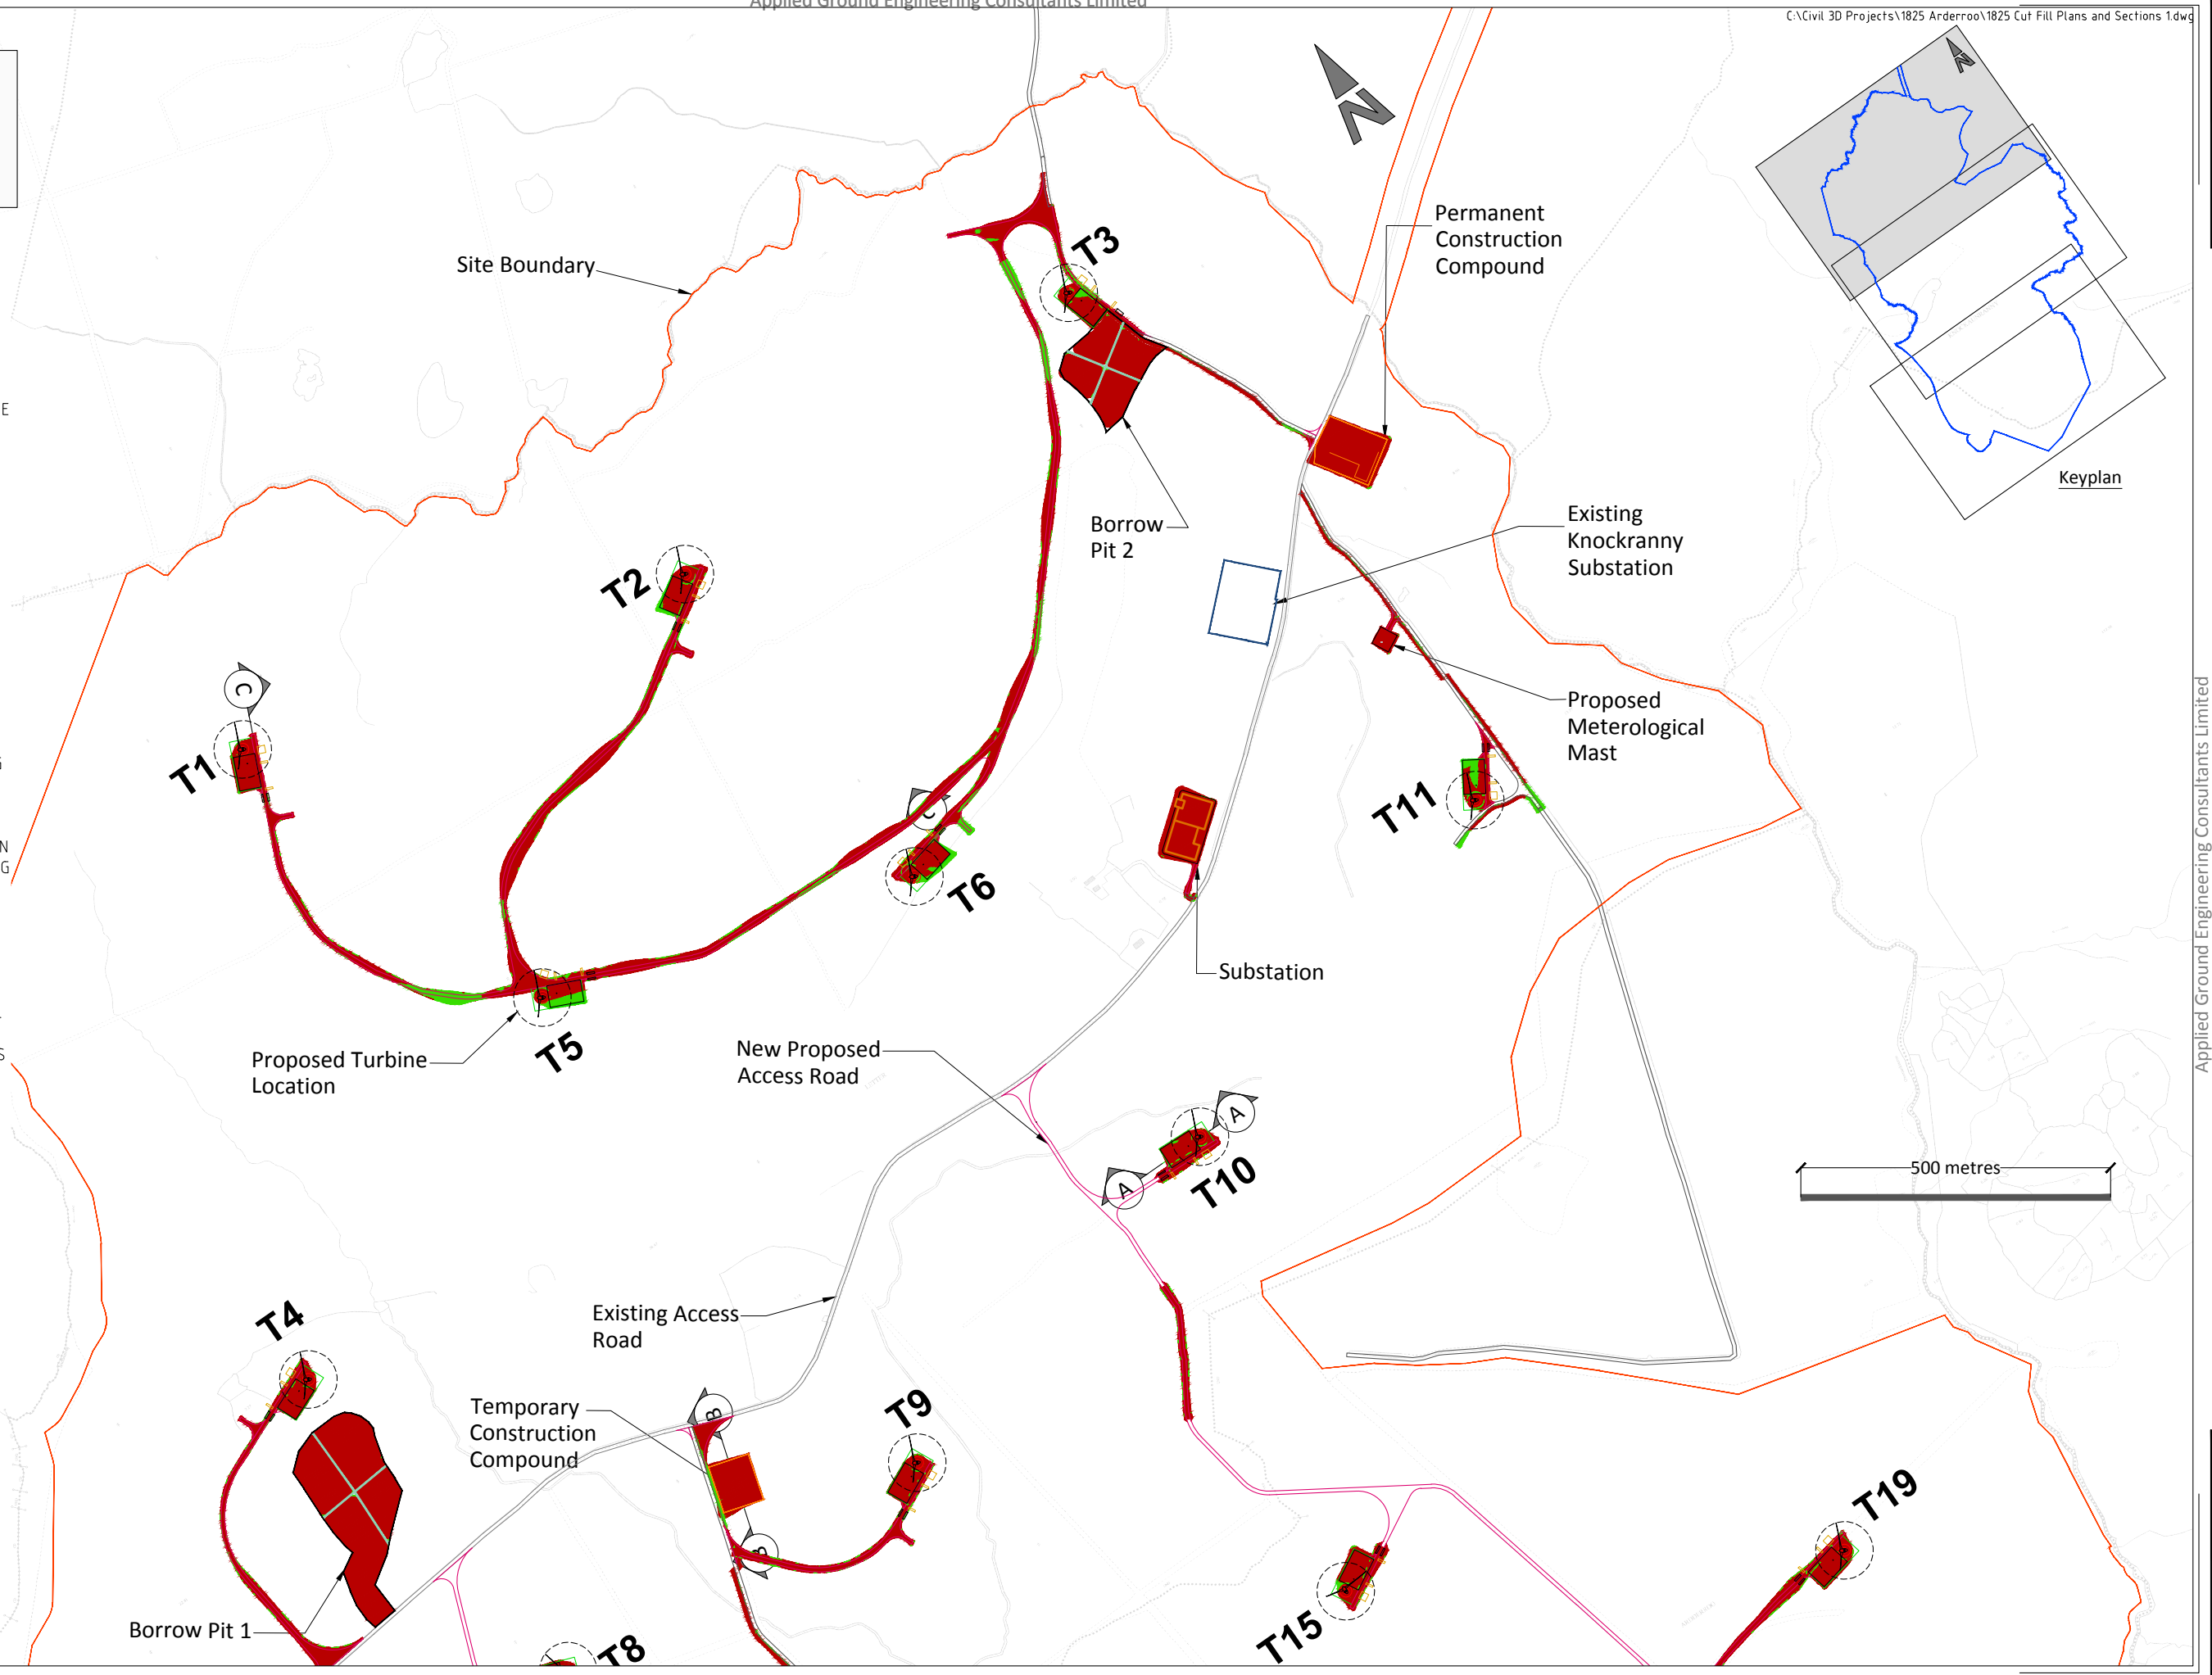 Applied Ground Engineering Consultants Limited
C:\Civil 3D Projects\1825 Arderroo\1825 Cut Fill Plans and Sections 1.dwg
N
N
Keyplan
Permanent
Construction
Compound
T3
Site Boundary
E
Borrow
Pit 2
Existing
Knockranny
Substation
T2
C
T1
Proposed
Meterological
Mast
T11
C
T6
G
N
G
Substation
Applied Ground Engineering Consultants Limited
T5
Proposed Turbine
Location
S
New Proposed
Access Road
A
A
T10
500 metres
T4
Existing Access
Road
Temporary
Construction
Compound
B
T9
B
T19
Borrow Pit 1
T8
T15